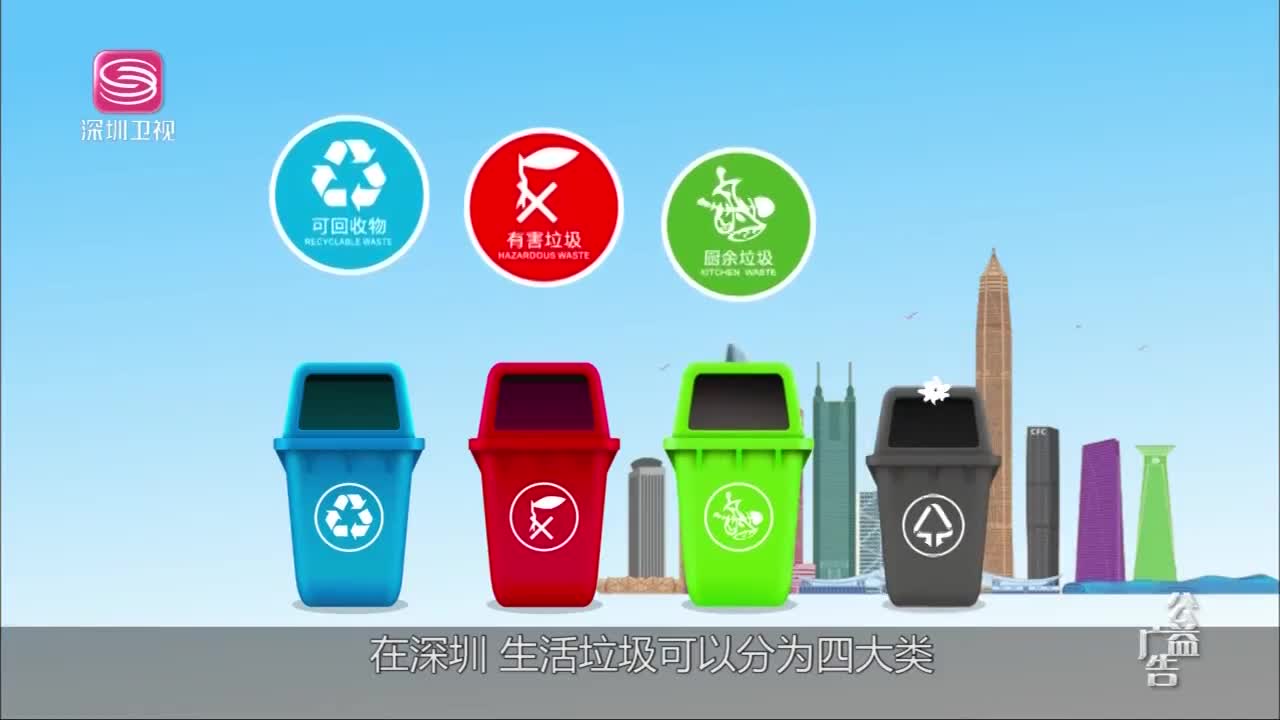 深圳卫视
可回收物
RECYCLABLE WASTE
有害垃圾
HAZARDOUS WASTE
厨余垃圾
KITCHEN WASTE
CFC
在深圳 生活垃圾可以分为四大类
公益
广告